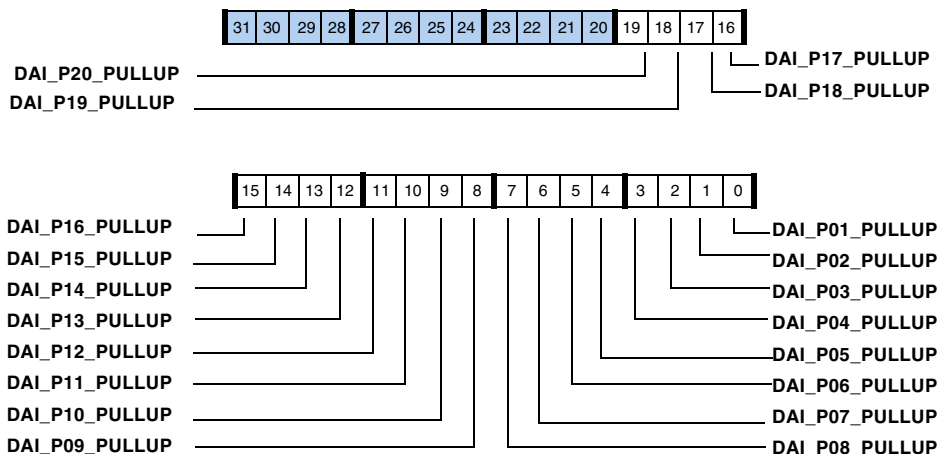 31 30 29 28 27 26 25 24 23 22 21 20 19 18 17 16
DAI_P20_PULLUP DAI_P17_PULLUP
DAI_P19_PULLUP DAI_P18_PULLUP
15 14 13 12 11 10 9 8 7 6 5 4 3 2 1 0
DAI_P16_PULLUP DAI_P01_PULLUP
DAI_P15_PULLUP DAI_P02_PULLUP
DAI_P14_PULLUP DAI_P03_PULLUP
DAI_P13_PULLUP DAI_P04_PULLUP
DAI_P12_PULLUP DAI_P05_PULLUP
DAI_P11_PULLUP DAI_P06_PULLUP
DAI_P10_PULLUP DAI_P07_PULLUP
DAI_P09_PULLUP DAI_P08_PULLUP